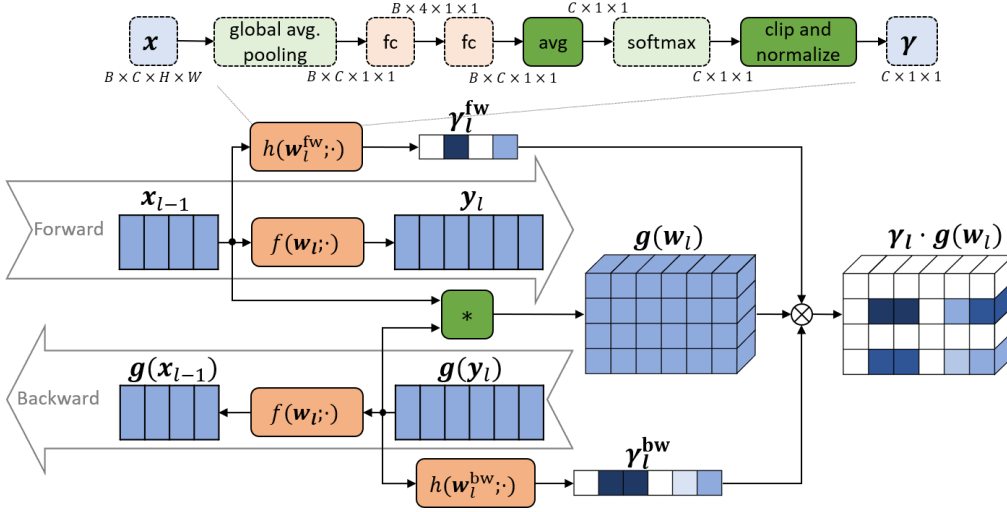 B × 4 × 1 × 1
C × 1 × 1
x
global avg.
pooling
fc
fc
avg
softmax
clip and
normalize
γ
B × C × H × W
B × C × 1 × 1
B × C × 1 × 1
C × 1 × 1
C × 1 × 1
h(w_l^fw;·)
γ_l^fw
x_{l−1}
y_l
Forward
f(w_l;·)
g(w_l)
γ_l · g(w_l)
*
g(x_{l−1})
g(y_l)
Backward
f(w_l;·)
γ_l^bw
h(w_l^bw;·)